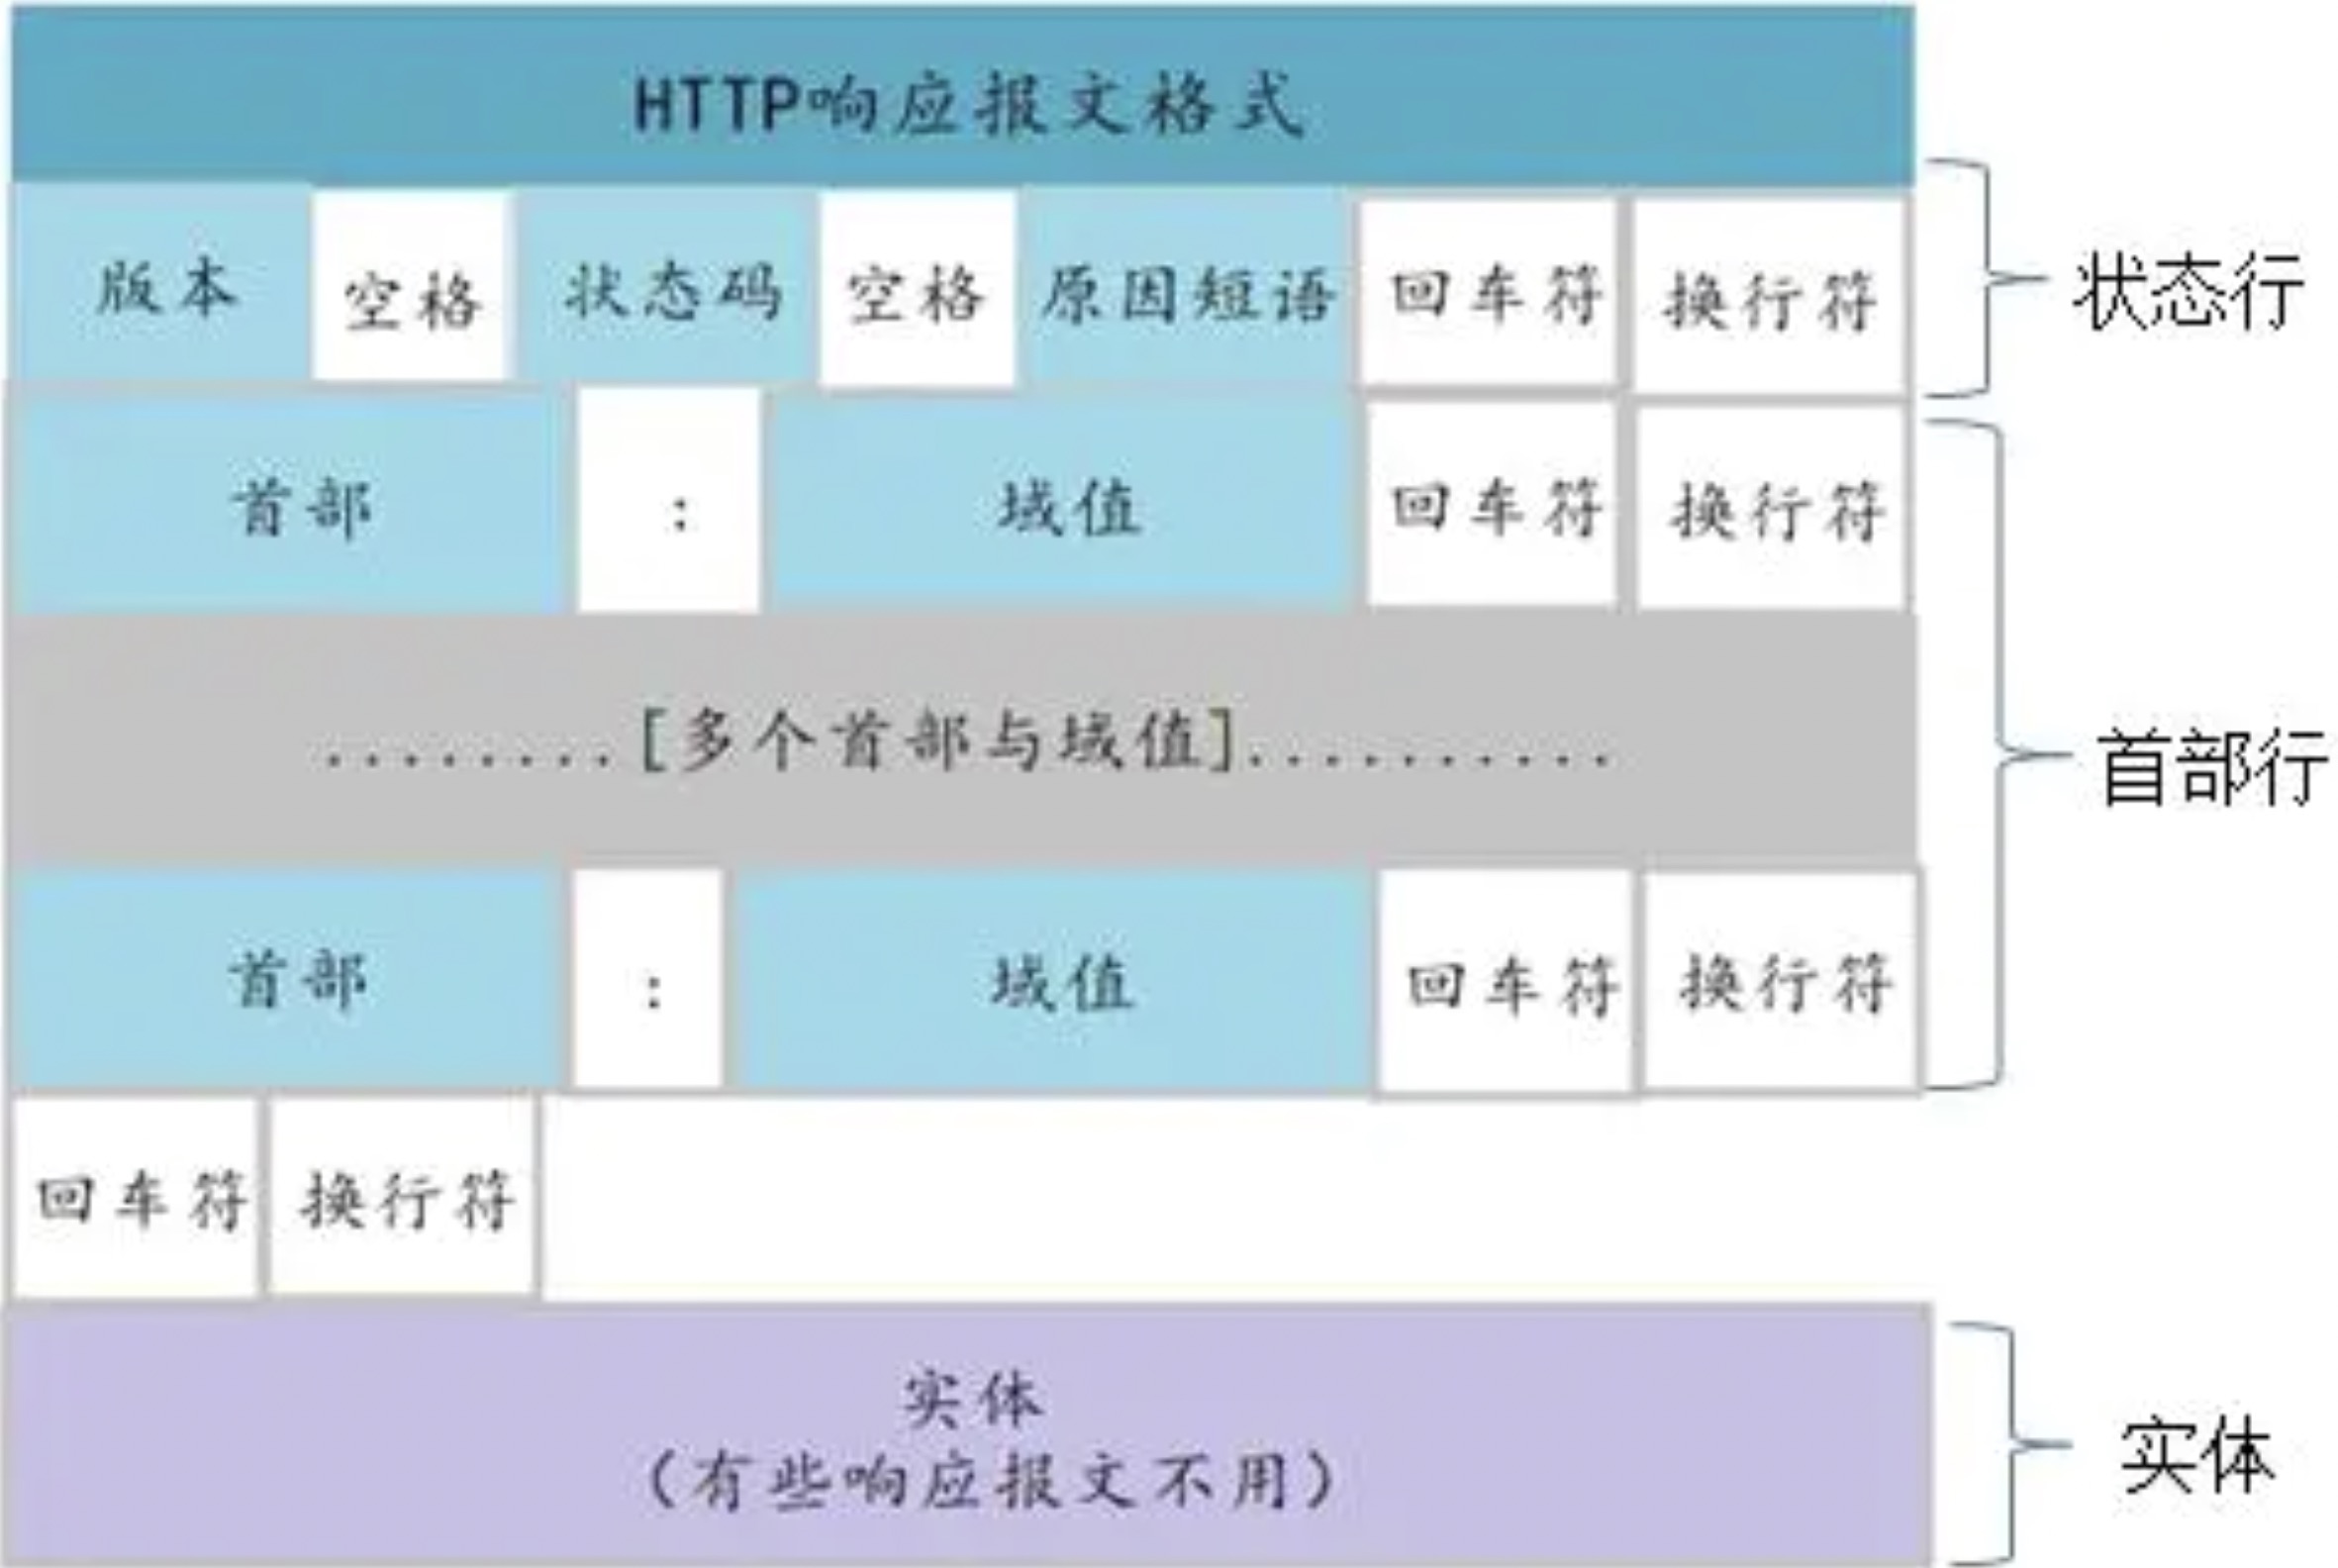 HTTP响应报文格式
版本 空格 状态码 空格 原因短语 回车符 换行符
状态行
首部 : 域值 回车符 换行符
........[多个首部与域值]..........
首部行
首部 : 域值 回车符 换行符
回车符 换行符
实体
（有些响应报文不用）
实体